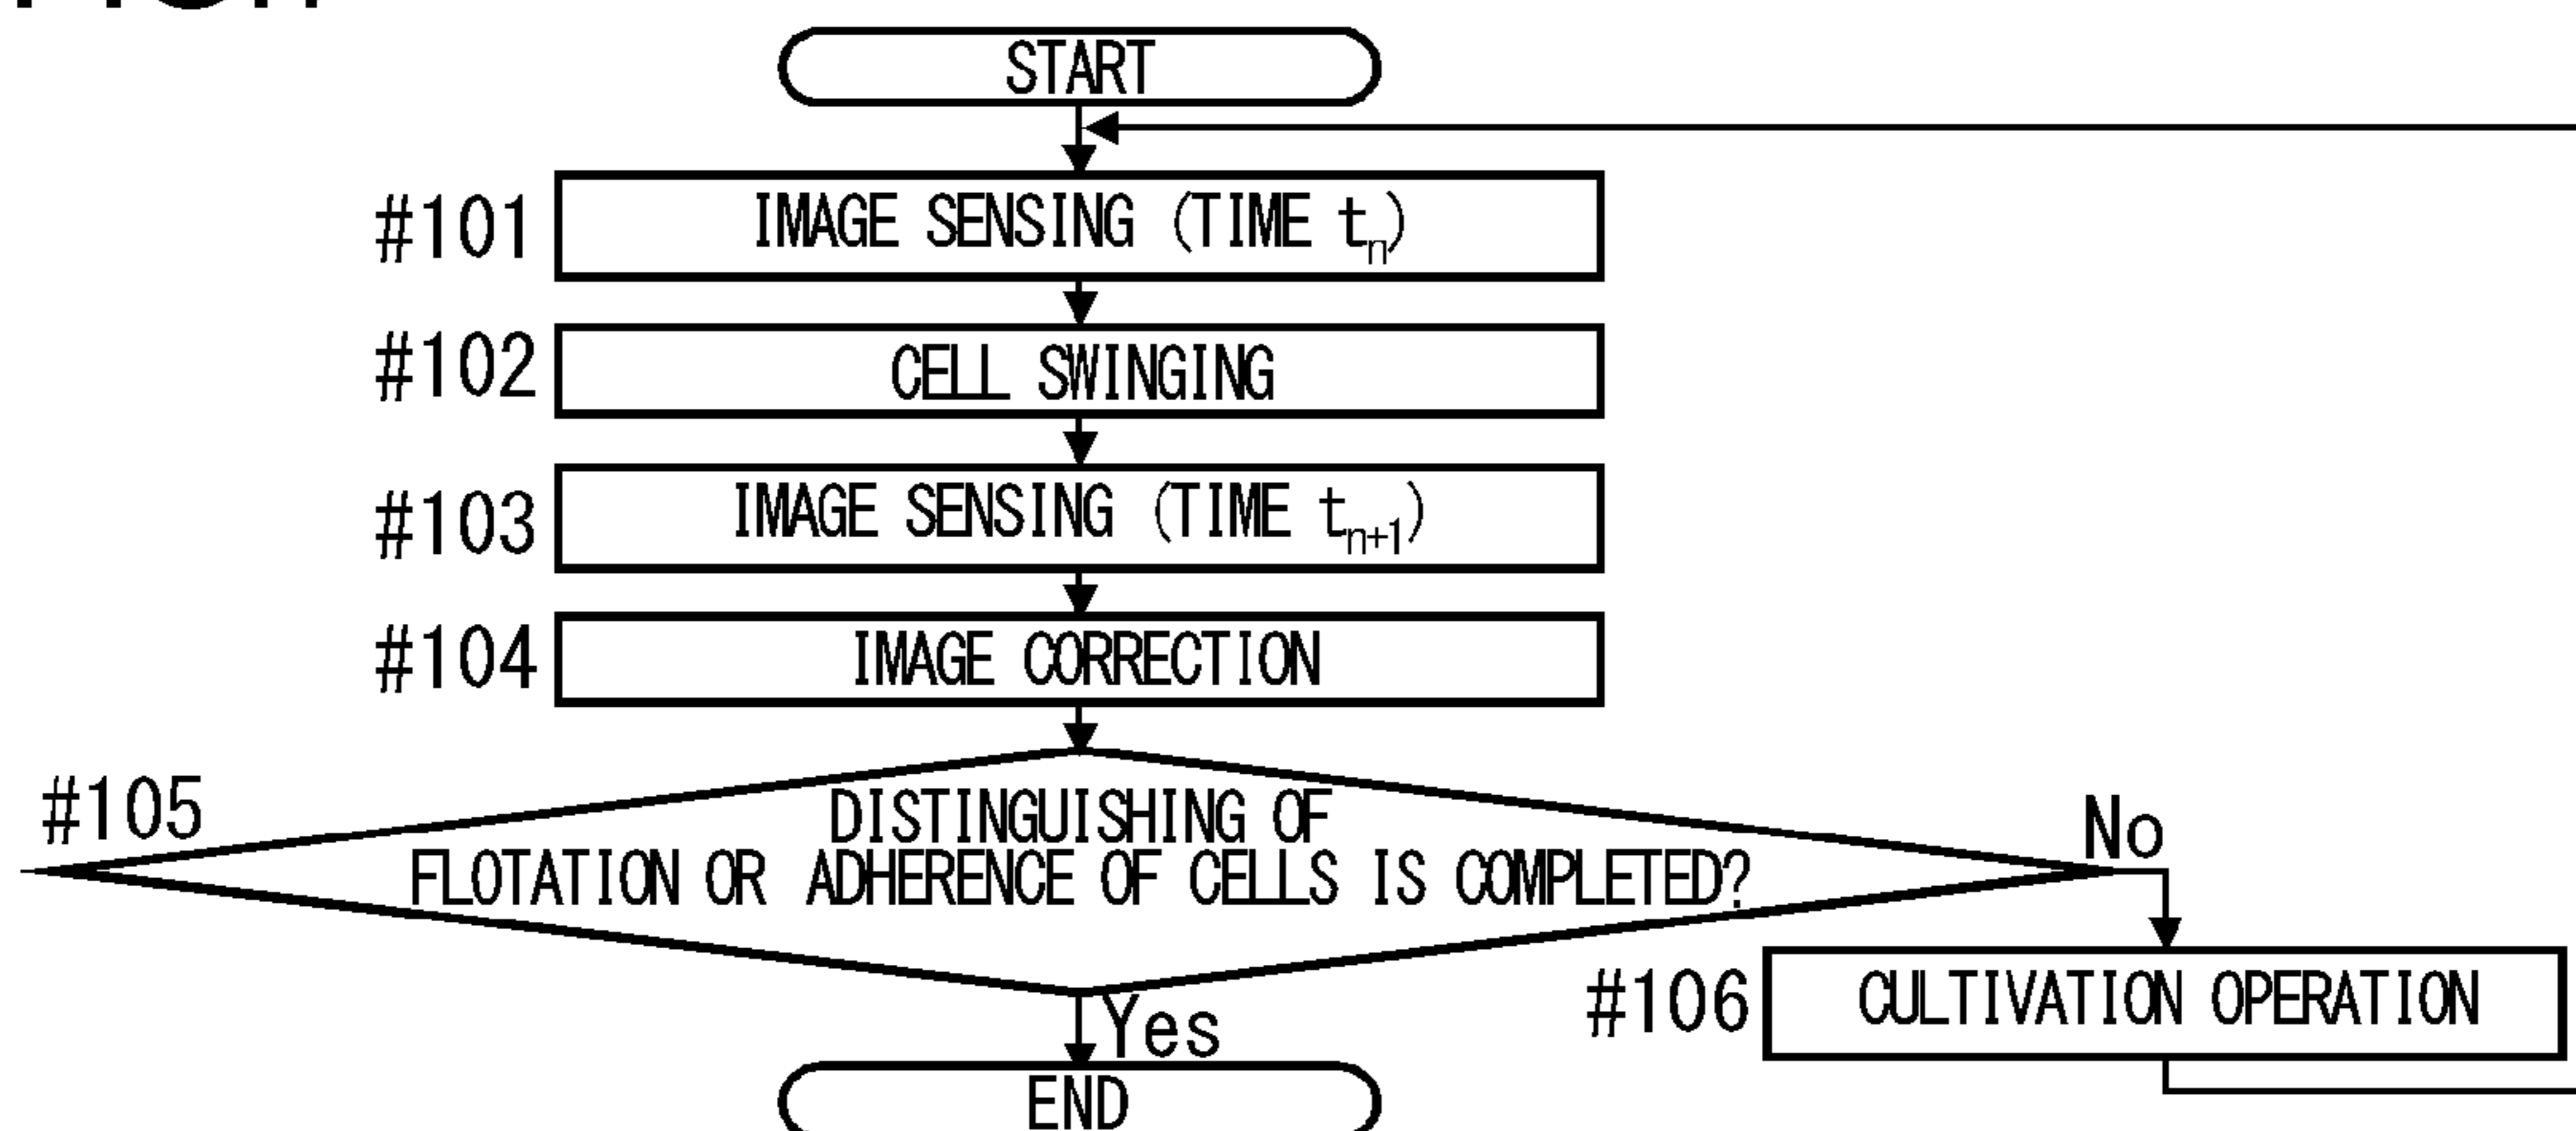 START
#101 IMAGE SENSING (TIME tₙ)
#102 CELL SWINGING
#103 IMAGE SENSING (TIME tₙ₊₁)
#104 IMAGE CORRECTION
#105
DISTINGUISHING OF
FLOTATION OR ADHERENCE OF CELLS IS COMPLETED?
No
#106 CULTIVATION OPERATION
Yes
END